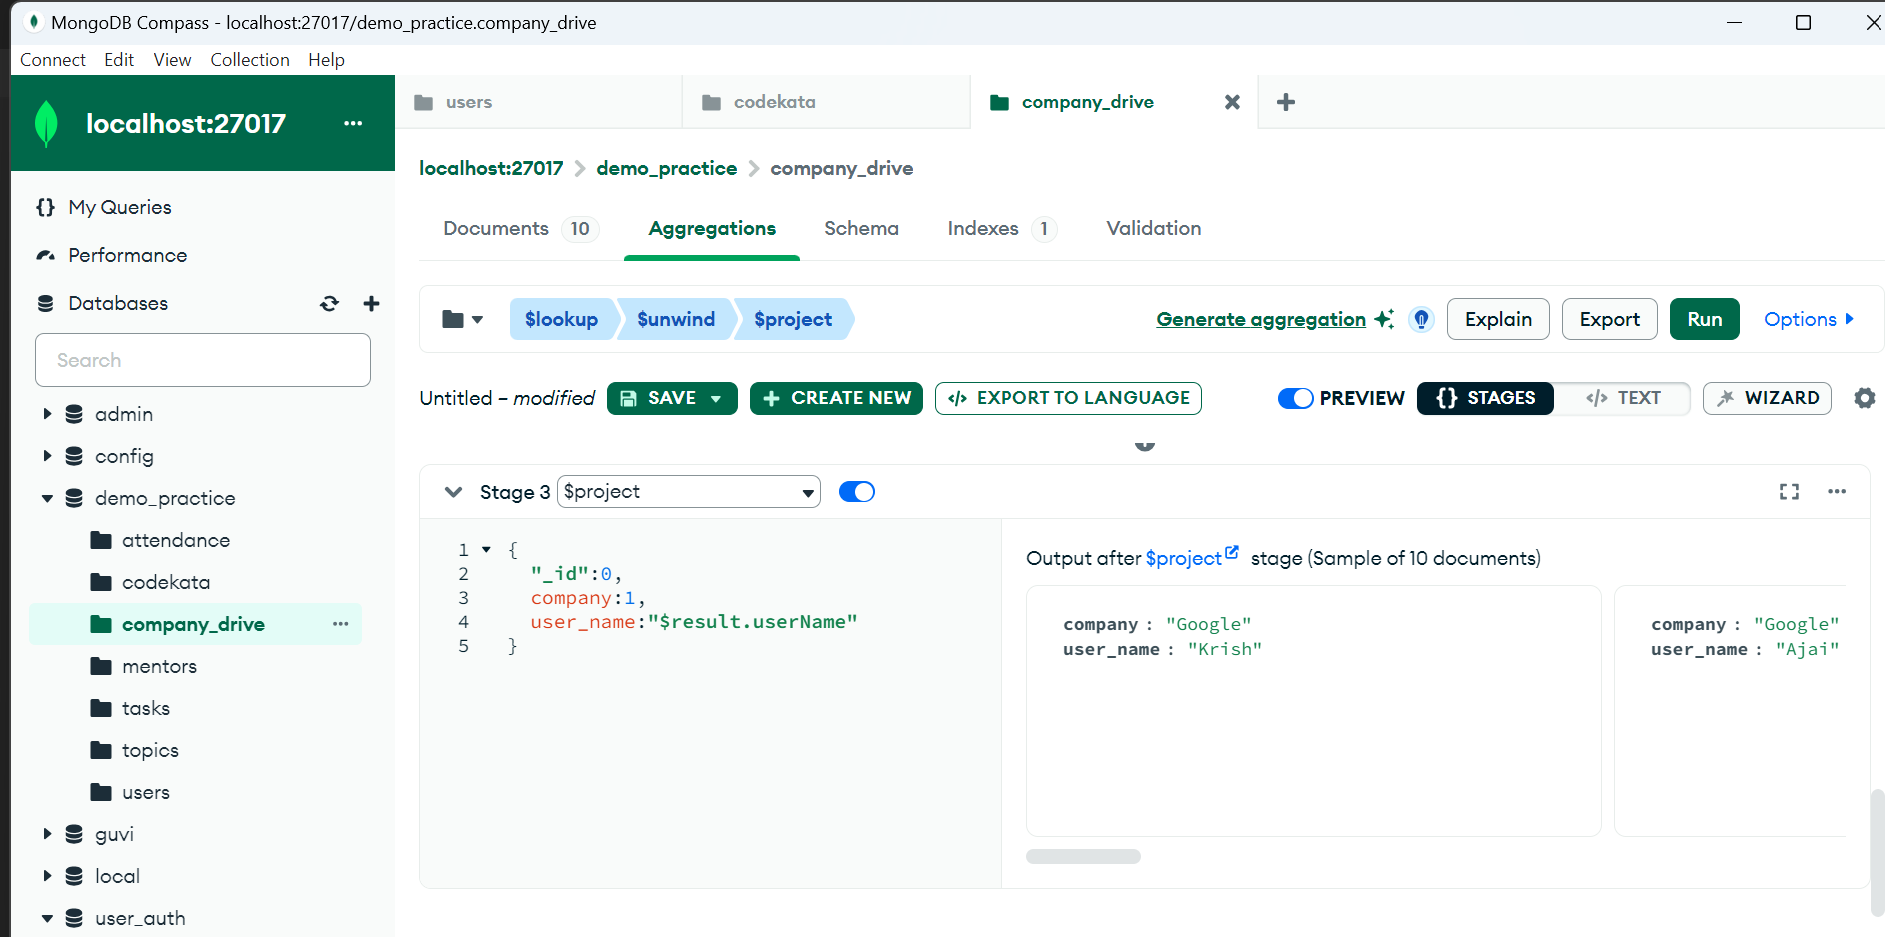 MongoDB Compass - localhost:27017/demo_practice.company_drive
Connect Edit View Collection Help
localhost:27017 ...
users
codekata
company_drive
My Queries
Performance
Databases
Search
admin
config
demo_practice
attendance
codekata
company_drive ...
mentors
tasks
topics
users
guvi
local
user_auth
localhost:27017 > demo_practice > company_drive
Documents 10 Aggregations Schema Indexes 1 Validation
$lookup $unwind $project Generate aggregation Explain Export Run Options
Untitled – modified SAVE + CREATE NEW </> EXPORT TO LANGUAGE PREVIEW {} STAGES </> TEXT WIZARD
Stage 3 $project
1 {
2 "_id":0,
3 company:1,
4 user_name:"$result.userName"
5 }
Output after $project stage (Sample of 10 documents)
company : "Google"
user_name : "Krish"
company : "Google"
user_name : "Ajai"